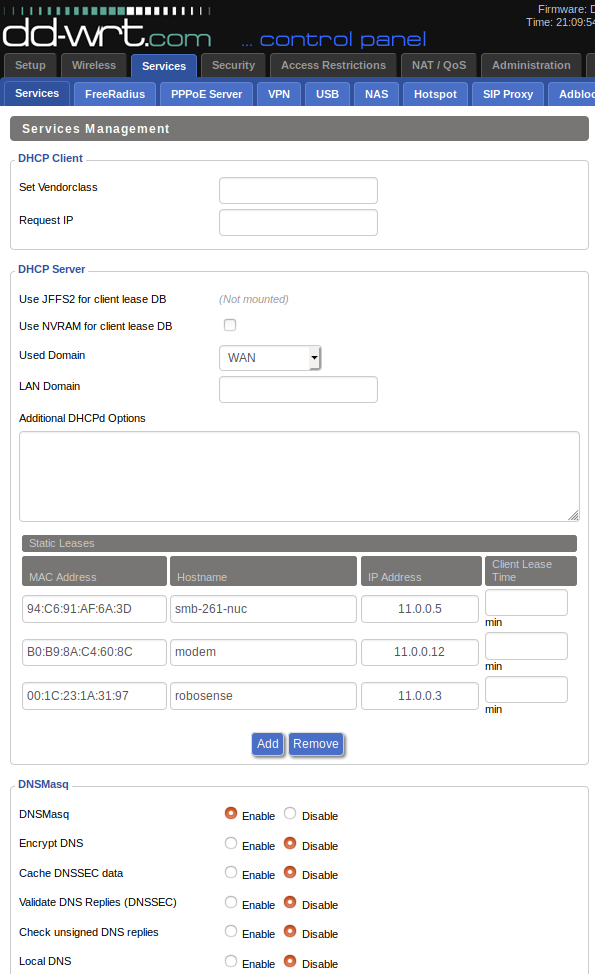 Firmware: D
Time: 21:09:54
dd-wrt.com ... control panel
Setup Wireless Services Security Access Restrictions NAT / QoS Administration
Services FreeRadius PPPoE Server VPN USB NAS Hotspot SIP Proxy Adbloc
Services Management
DHCP Client
Set Vendorclass
Request IP
DHCP Server
Use JFFS2 for client lease DB (Not mounted)
Use NVRAM for client lease DB
Used Domain WAN
LAN Domain
Additional DHCPd Options
Static Leases
MAC Address Hostname IP Address Client Lease Time
94:C6:91:AF:6A:3D smb-261-nuc 11.0.0.5 min
B0:B9:8A:C4:60:8C modem 11.0.0.12 min
00:1C:23:1A:31:97 robosense 11.0.0.3 min
Add Remove
DNSMasq
DNSMasq Enable Disable
Encrypt DNS Enable Disable
Cache DNSSEC data Enable Disable
Validate DNS Replies (DNSSEC) Enable Disable
Check unsigned DNS replies Enable Disable
Local DNS Enable Disable